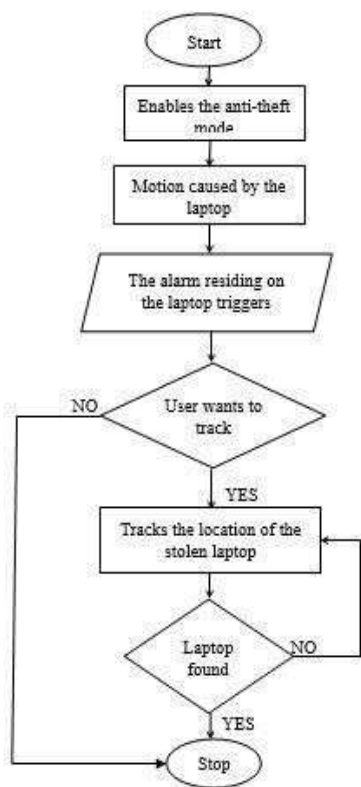 Start
Enables the anti-theft
mode
Motion caused by the
laptop
The alarm residing on
the laptop triggers
NO
User wants to
track
YES
Tracks the location of the
stolen laptop
Laptop
found
NO
YES
Stop